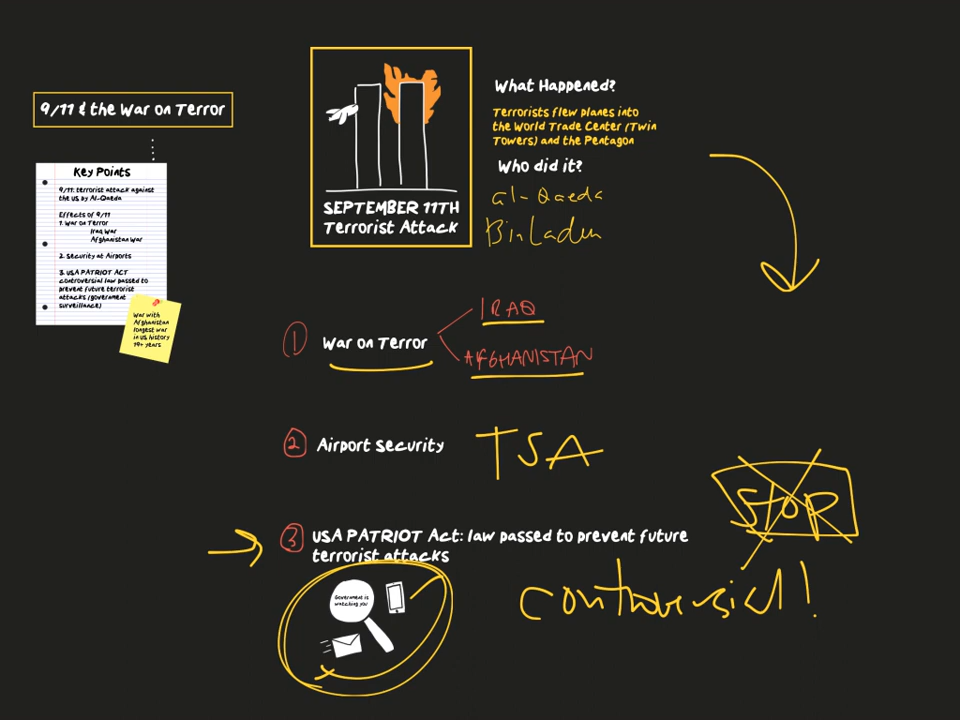 9/11 & the War on Terror
Key Points
9/11: terrorist attack against
the US by Al-Qaeda
Effects of 9/11
1. War on Terror
Iraq War
Afghanistan War
2. Security at Airports
3. USA PATRIOT ACT
controversial law passed to
prevent future terrorist
attacks (government
surveillance)
War with
Afghanistan
longest war
in US history
19+ years
SEPTEMBER 11TH
Terrorist Attack
What Happened?
Terrorists flew planes into
the World Trade Center (Twin
Towers) and the Pentagon
Who did it?
al-Qaeda
Bin Laden
1 War on Terror
IRAQ
AFGHANISTAN
2 Airport Security TSA
STOP
3 USA PATRIOT Act: law passed to prevent future
terrorist attacks
Government is
watching you
controversial!